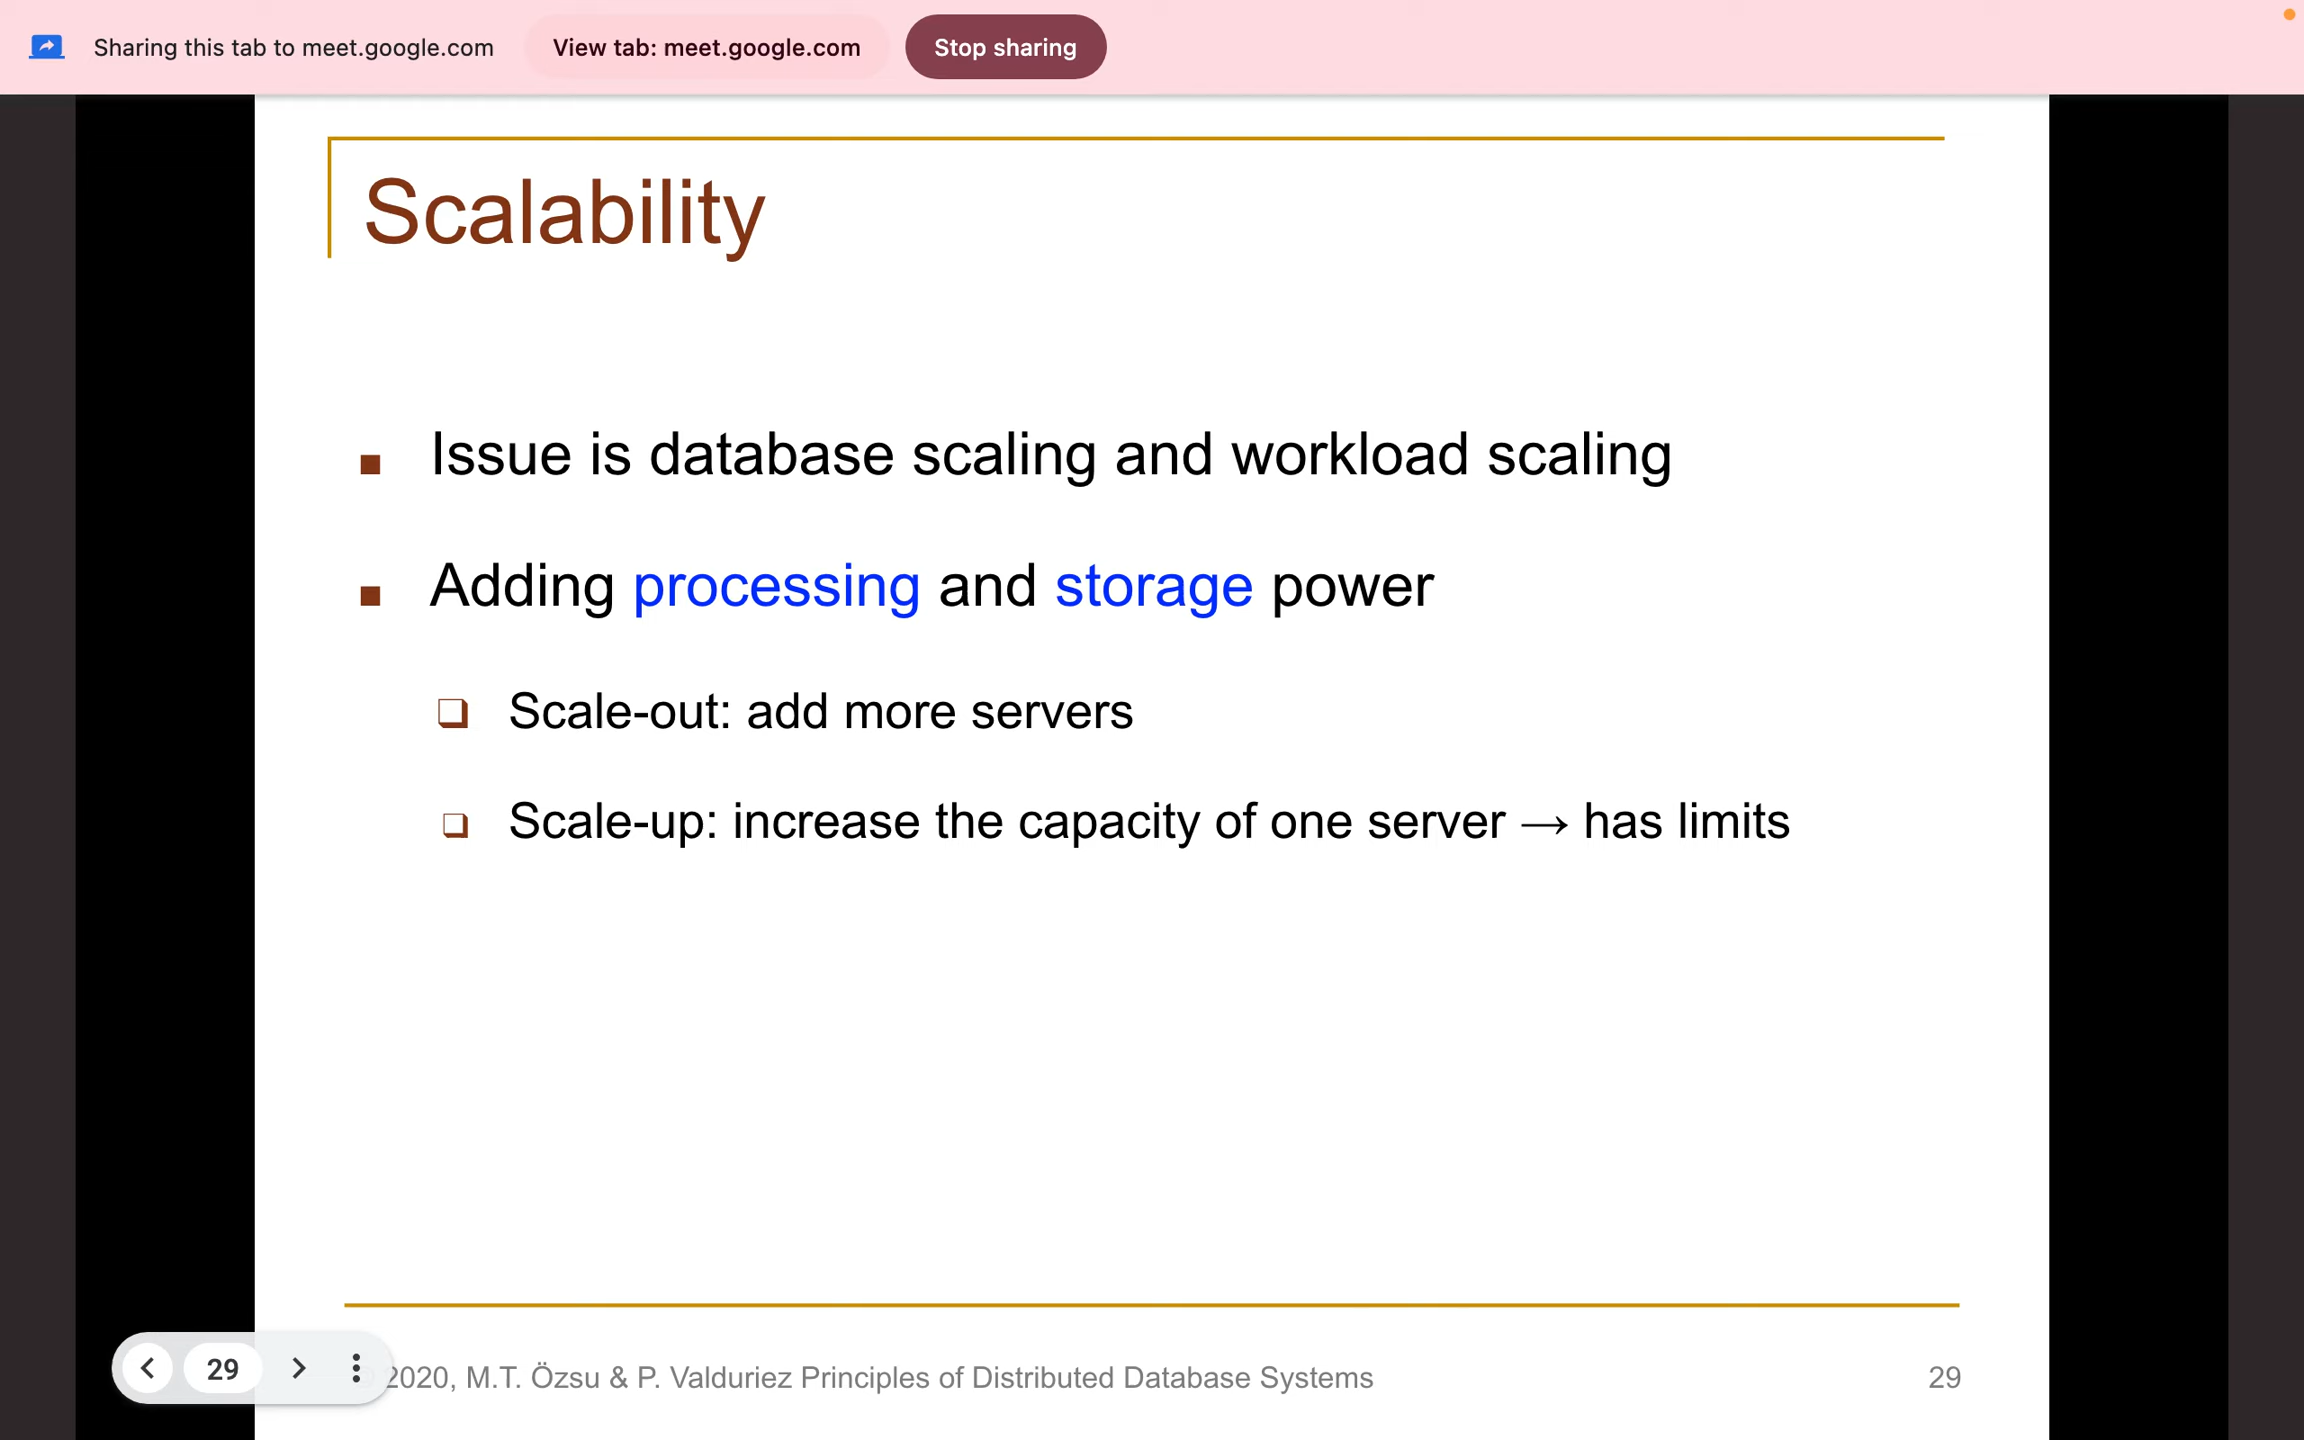 Sharing this tab to meet.google.com
View tab: meet.google.com
Stop sharing
Scalability
Issue is database scaling and workload scaling
Adding processing and storage power
Scale-out: add more servers
Scale-up: increase the capacity of one server → has limits
29
2020, M.T. Özsu & P. Valduriez Principles of Distributed Database Systems
29